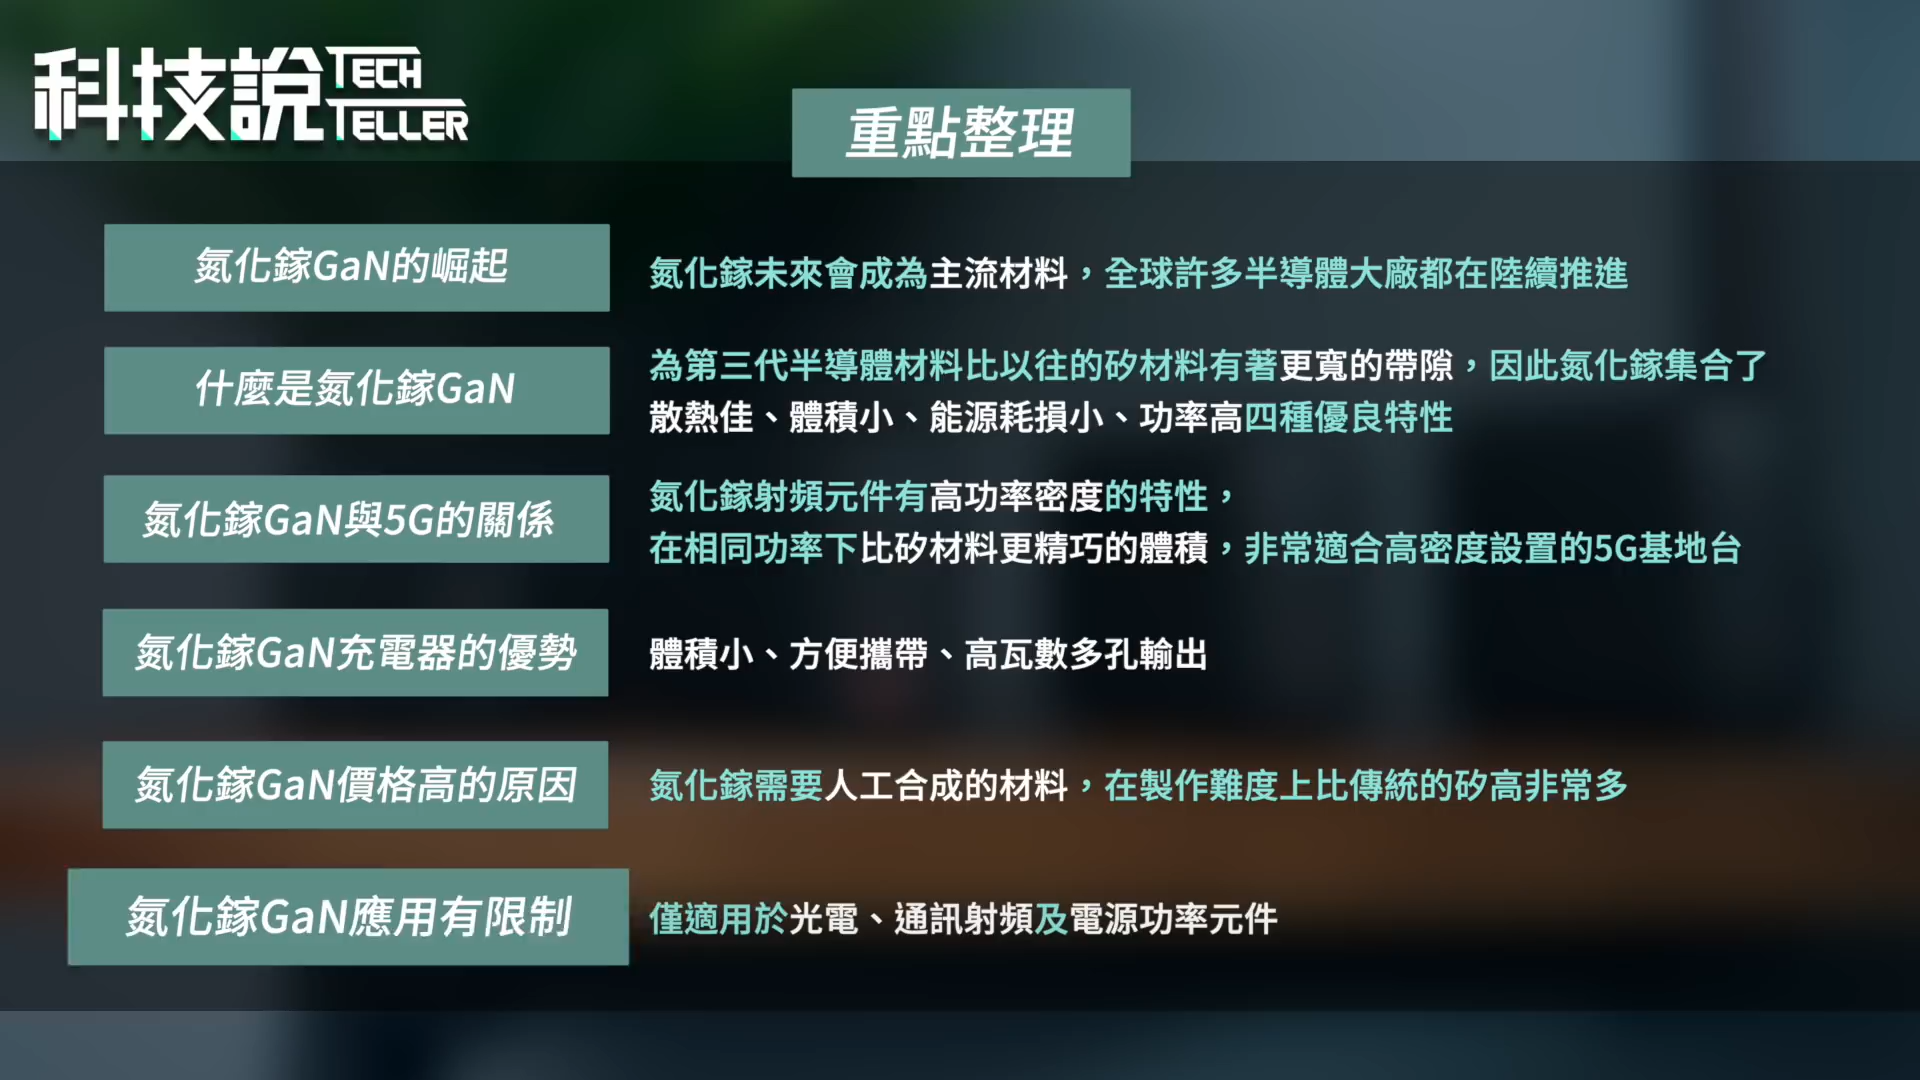 科技說 TECH TELLER
重點整理
氮化鎵GaN的崛起
氮化鎵未來會成為主流材料，全球許多半導體大廠都在陸續推進
什麼是氮化鎵GaN
為第三代半導體材料比以往的矽材料有著更寬的帶隙，因此氮化鎵集合了
散熱佳、體積小、能源耗損小、功率高四種優良特性
氮化鎵GaN與5G的關係
氮化鎵射頻元件有高功率密度的特性，
在相同功率下比矽材料更精巧的體積，非常適合高密度設置的5G基地台
氮化鎵GaN充電器的優勢
體積小、方便攜帶、高瓦數多孔輸出
氮化鎵GaN價格高的原因
氮化鎵需要人工合成的材料，在製作難度上比傳統的矽高非常多
氮化鎵GaN應用有限制
僅適用於光電、通訊射頻及電源功率元件